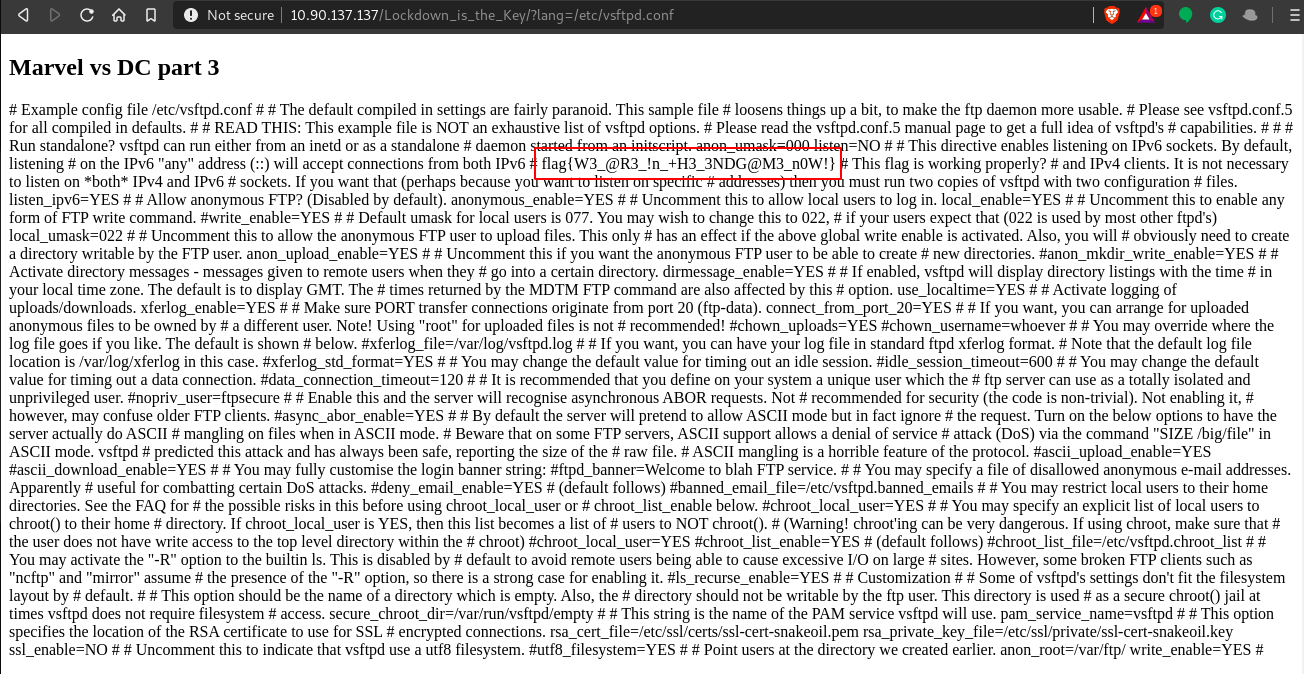 Not secure | 10.90.137.137/Lockdown_is_the_Key/?lang=/etc/vsftpd.conf
1
Marvel vs DC part 3
# Example config file /etc/vsftpd.conf # # The default compiled in settings are fairly paranoid. This sample file # loosens things up a bit, to make the ftp daemon more usable. # Please see vsftpd.conf.5
for all compiled in defaults. # # READ THIS: This example file is NOT an exhaustive list of vsftpd options. # Please read the vsftpd.conf.5 manual page to get a full idea of vsftpd's # capabilities. # # #
Run standalone? vsftpd can run either from an inetd or as a standalone # daemon started from an initscript. anon_umask=000 listen=NO # # This directive enables listening on IPv6 sockets. By default,
listening # on the IPv6 "any" address (::) will accept connections from both IPv6 # flag{W3_@R3_!n_+H3_3NDG@M3_n0W!} # This flag is working properly? # and IPv4 clients. It is not necessary
to listen on *both* IPv4 and IPv6 # sockets. If you want that (perhaps because you want to listen on specific # addresses) then you must run two copies of vsftpd with two configuration # files.
listen_ipv6=YES # # Allow anonymous FTP? (Disabled by default). anonymous_enable=YES # # Uncomment this to allow local users to log in. local_enable=YES # # Uncomment this to enable any
form of FTP write command. #write_enable=YES # # Default umask for local users is 077. You may wish to change this to 022, # if your users expect that (022 is used by most other ftpd's)
local_umask=022 # # Uncomment this to allow the anonymous FTP user to upload files. This only # has an effect if the above global write enable is activated. Also, you will # obviously need to create
a directory writable by the FTP user. anon_upload_enable=YES # # Uncomment this if you want the anonymous FTP user to be able to create # new directories. #anon_mkdir_write_enable=YES # #
Activate directory messages - messages given to remote users when they # go into a certain directory. dirmessage_enable=YES # # If enabled, vsftpd will display directory listings with the time # in
your local time zone. The default is to display GMT. The # times returned by the MDTM FTP command are also affected by this # option. use_localtime=YES # # Activate logging of
uploads/downloads. xferlog_enable=YES # # Make sure PORT transfer connections originate from port 20 (ftp-data). connect_from_port_20=YES # # If you want, you can arrange for uploaded
anonymous files to be owned by # a different user. Note! Using "root" for uploaded files is not # recommended! #chown_uploads=YES #chown_username=whoever # # You may override where the
log file goes if you like. The default is shown # below. #xferlog_file=/var/log/vsftpd.log # # If you want, you can have your log file in standard ftpd xferlog format. # Note that the default log file
location is /var/log/xferlog in this case. #xferlog_std_format=YES # # You may change the default value for timing out an idle session. #idle_session_timeout=600 # # You may change the default
value for timing out a data connection. #data_connection_timeout=120 # # It is recommended that you define on your system a unique user which the # ftp server can use as a totally isolated and
unprivileged user. #nopriv_user=ftpsecure # # Enable this and the server will recognise asynchronous ABOR requests. Not # recommended for security (the code is non-trivial). Not enabling it, #
however, may confuse older FTP clients. #async_abor_enable=YES # # By default the server will pretend to allow ASCII mode but in fact ignore # the request. Turn on the below options to have the
server actually do ASCII # mangling on files when in ASCII mode. # Beware that on some FTP servers, ASCII support allows a denial of service # attack (DoS) via the command "SIZE /big/file" in
ASCII mode. vsftpd # predicted this attack and has always been safe, reporting the size of the # raw file. # ASCII mangling is a horrible feature of the protocol. #ascii_upload_enable=YES
#ascii_download_enable=YES # # You may fully customise the login banner string: #ftpd_banner=Welcome to blah FTP service. # # You may specify a file of disallowed anonymous e-mail addresses.
Apparently # useful for combatting certain DoS attacks. #deny_email_enable=YES # (default follows) #banned_email_file=/etc/vsftpd.banned_emails # # You may restrict local users to their home
directories. See the FAQ for # the possible risks in this before using chroot_local_user or # chroot_list_enable below. #chroot_local_user=YES # # You may specify an explicit list of local users to
chroot() to their home # directory. If chroot_local_user is YES, then this list becomes a list of # users to NOT chroot(). # (Warning! chroot'ing can be very dangerous. If using chroot, make sure that #
the user does not have write access to the top level directory within the # chroot) #chroot_local_user=YES #chroot_list_enable=YES # (default follows) #chroot_list_file=/etc/vsftpd.chroot_list # #
You may activate the "-R" option to the builtin ls. This is disabled by # default to avoid remote users being able to cause excessive I/O on large # sites. However, some broken FTP clients such as
"ncftp" and "mirror" assume # the presence of the "-R" option, so there is a strong case for enabling it. #ls_recurse_enable=YES # # Customization # # Some of vsftpd's settings don't fit the filesystem
layout by # default. # # This option should be the name of a directory which is empty. Also, the # directory should not be writable by the ftp user. This directory is used # as a secure chroot() jail at
times vsftpd does not require filesystem # access. secure_chroot_dir=/var/run/vsftpd/empty # # This string is the name of the PAM service vsftpd will use. pam_service_name=vsftpd # # This option
specifies the location of the RSA certificate to use for SSL # encrypted connections. rsa_cert_file=/etc/ssl/certs/ssl-cert-snakeoil.pem rsa_private_key_file=/etc/ssl/private/ssl-cert-snakeoil.key
ssl_enable=NO # # Uncomment this to indicate that vsftpd use a utf8 filesystem. #utf8_filesystem=YES # # Point users at the directory we created earlier. anon_root=/var/ftp/ write_enable=YES #